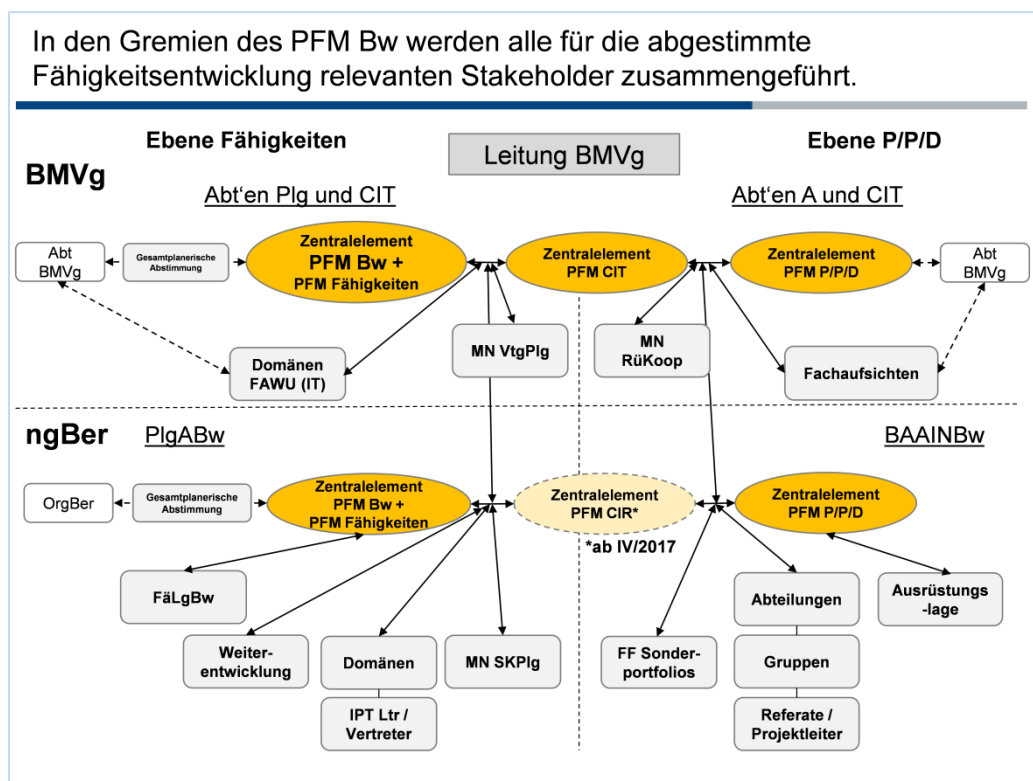 In den Gremien des PFM Bw werden alle für die abgestimmte
Fähigkeitsentwicklung relevanten Stakeholder zusammengeführt.
Ebene Fähigkeiten
Leitung BMVg
Ebene P/P/D
BMVg
Abt'en Plg und CIT
Abt'en A und CIT
Abt
BMVg
Gesamtplanerische
Abstimmung
Zentralelement
PFM Bw +
PFM Fähigkeiten
Zentralelement
PFM CIT
Zentralelement
PFM P/P/D
Abt
BMVg
Domänen
FAWU (IT)
MN VtgPlg
MN
RüKoop
Fachaufsichten
ngBer
PlgABw
BAAINBw
OrgBer
Gesamtplanerische
Abstimmung
Zentralelement
PFM Bw +
PFM Fähigkeiten
Zentralelement
PFM CIR*
*ab IV/2017
Zentralelement
PFM P/P/D
FäLgBw
Weiter-
entwicklung
Domänen
IPT Ltr /
Vertreter
MN SKPlg
FF Sonder-
portfolios
Abteilungen
Gruppen
Referate /
Projektleiter
Ausrüstungs
-lage